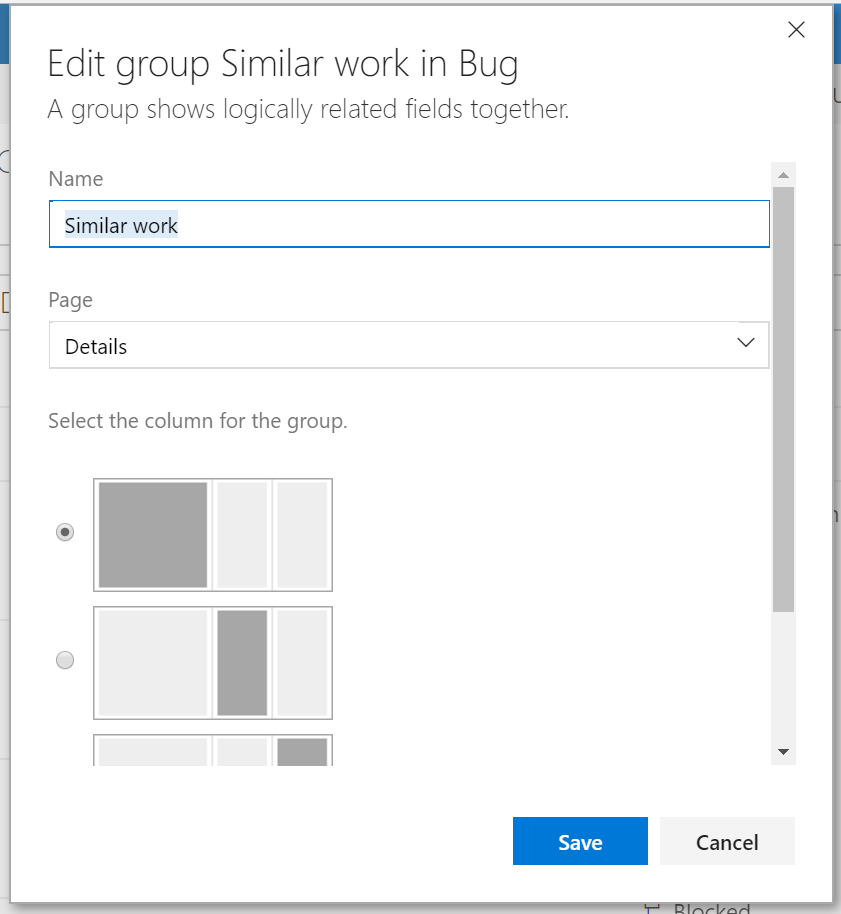 Edit group Similar work in Bug
A group shows logically related fields together.
Name
Similar work
Page
Details
Select the column for the group.
Save
Cancel
Blocked